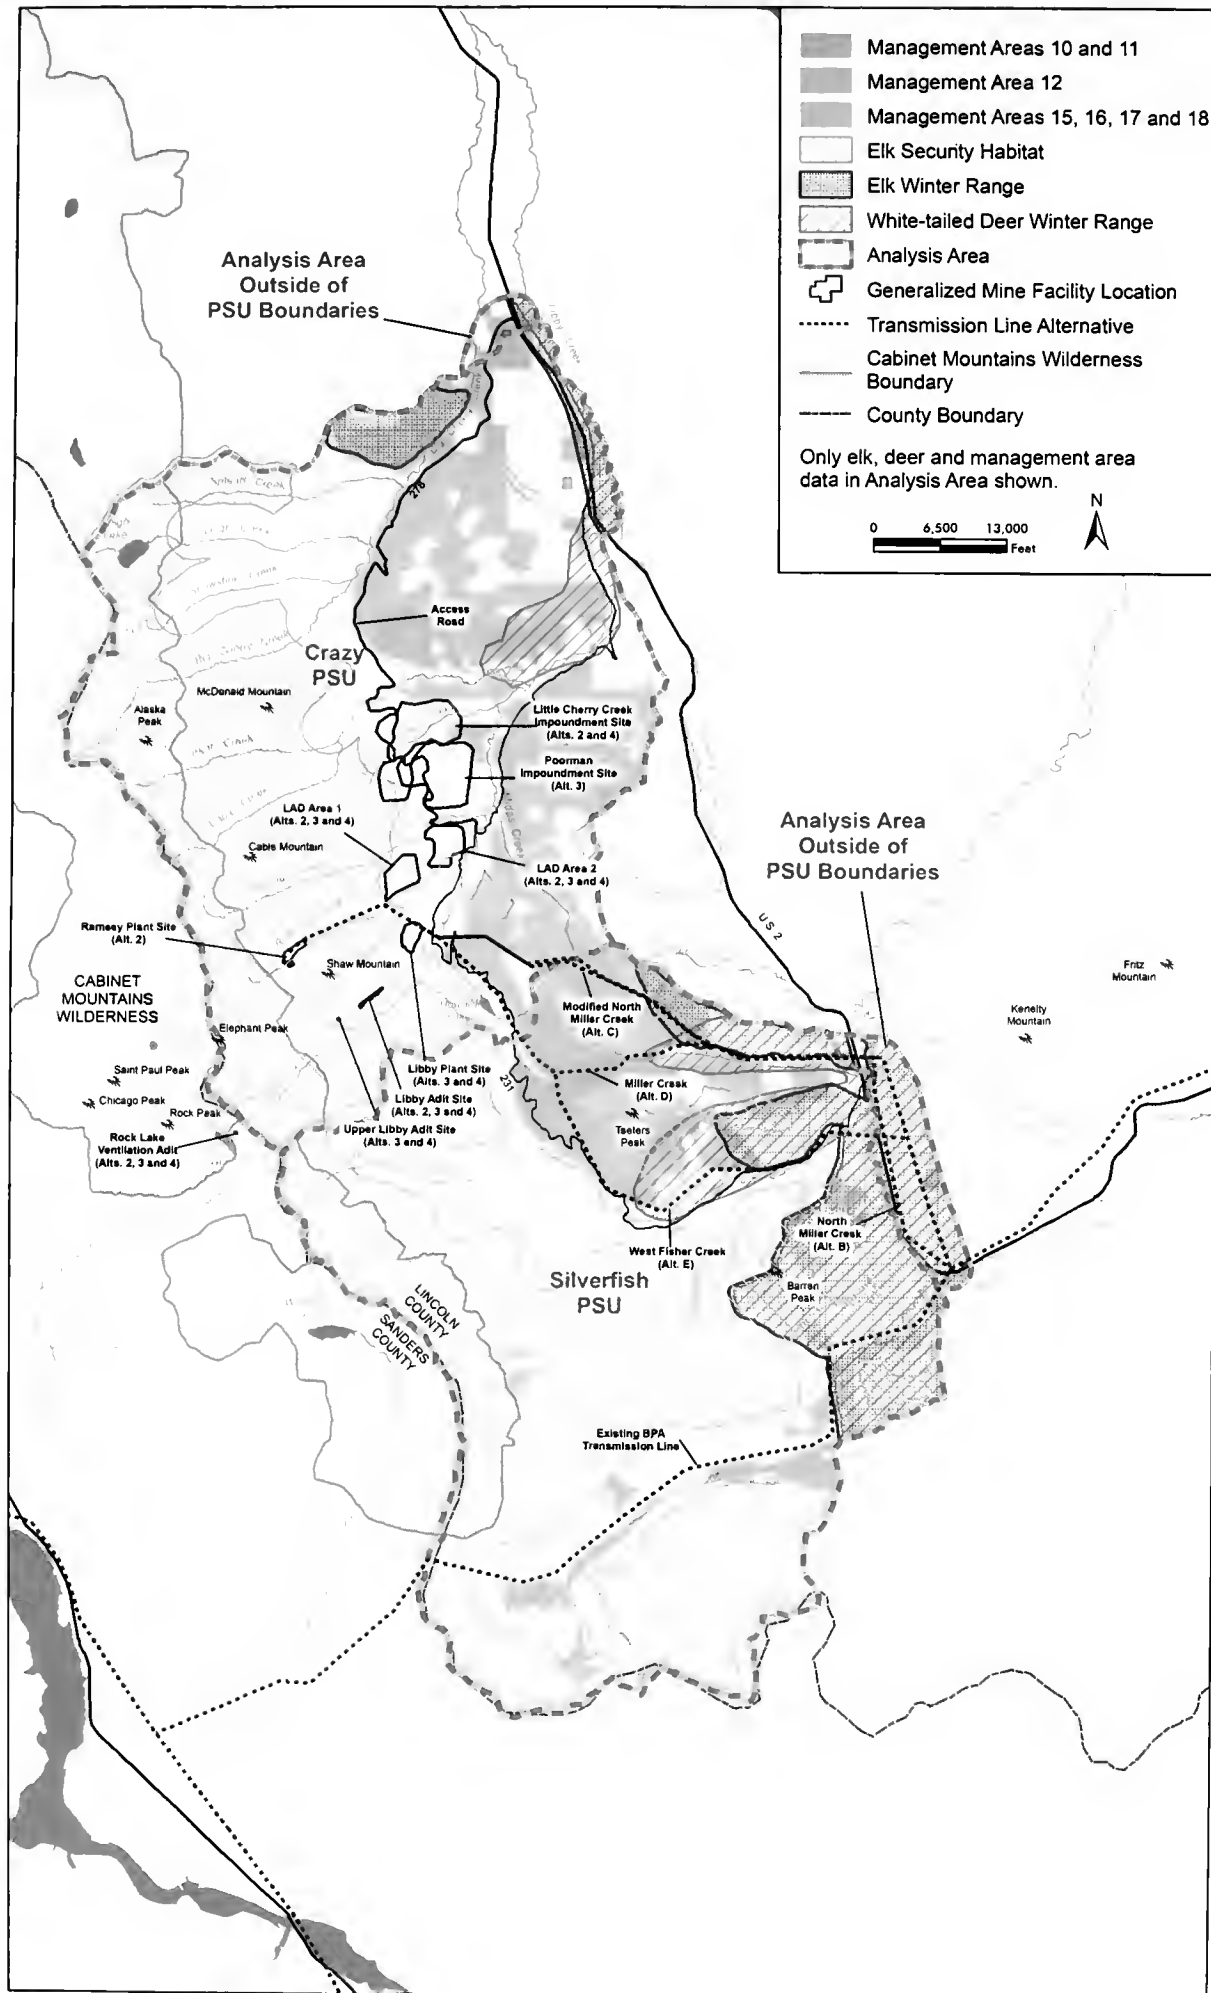 Management Areas 10 and 11
Management Area 12
Management Areas 15, 16, 17 and 18
Elk Security Habitat
Elk Winter Range
White-tailed Deer Winter Range
Analysis Area
Generalized Mine Facility Location
Transmission Line Alternative
Cabinet Mountains Wilderness
Boundary
County Boundary
Only elk, deer and management area
data in Analysis Area shown.
N
0 6,500 13,000
Feet
Analysis Area
Outside of
PSU Boundaries
278
Access
Road
Crazy
PSU
McDonald Mountain
Alaska
Peak
Little Cherry Creek
Impoundment Site
(Alts. 2 and 4)
Poorman
Impoundment Site
(Alt. 3)
LAD Area 1
(Alts. 2, 3 and 4)
Cable Mountain
LAD Area 2
(Alts. 2, 3 and 4)
Analysis Area
Outside of
PSU Boundaries
US 2
Ramsey Plant Site
(Alt. 2)
Shaw Mountain
CABINET
MOUNTAINS
WILDERNESS
Elephant Peak
Modified North
Miller Creek
(Alt. C)
Fritz
Mountain
Kenelty
Mountain
Saint Paul Peak
Chicago Peak
Rock Peak
Rock Lake
Ventilation Adit
(Alts. 2, 3 and 4)
Libby Plant Site
(Alts. 3 and 4)
Libby Adit Site
(Alts. 2, 3 and 4)
Upper Libby Adit Site
(Alts. 3 and 4)
231
Miller Creek
(Alt. D)
Teeters
Peak
North
Miller Creek
(Alt. B)
West Fisher Creek
(Alt. E)
Silverfish
PSU
Barren
Peak
LINCOLN
COUNTY
SANDERS
COUNTY
Existing BPA
Transmission Line